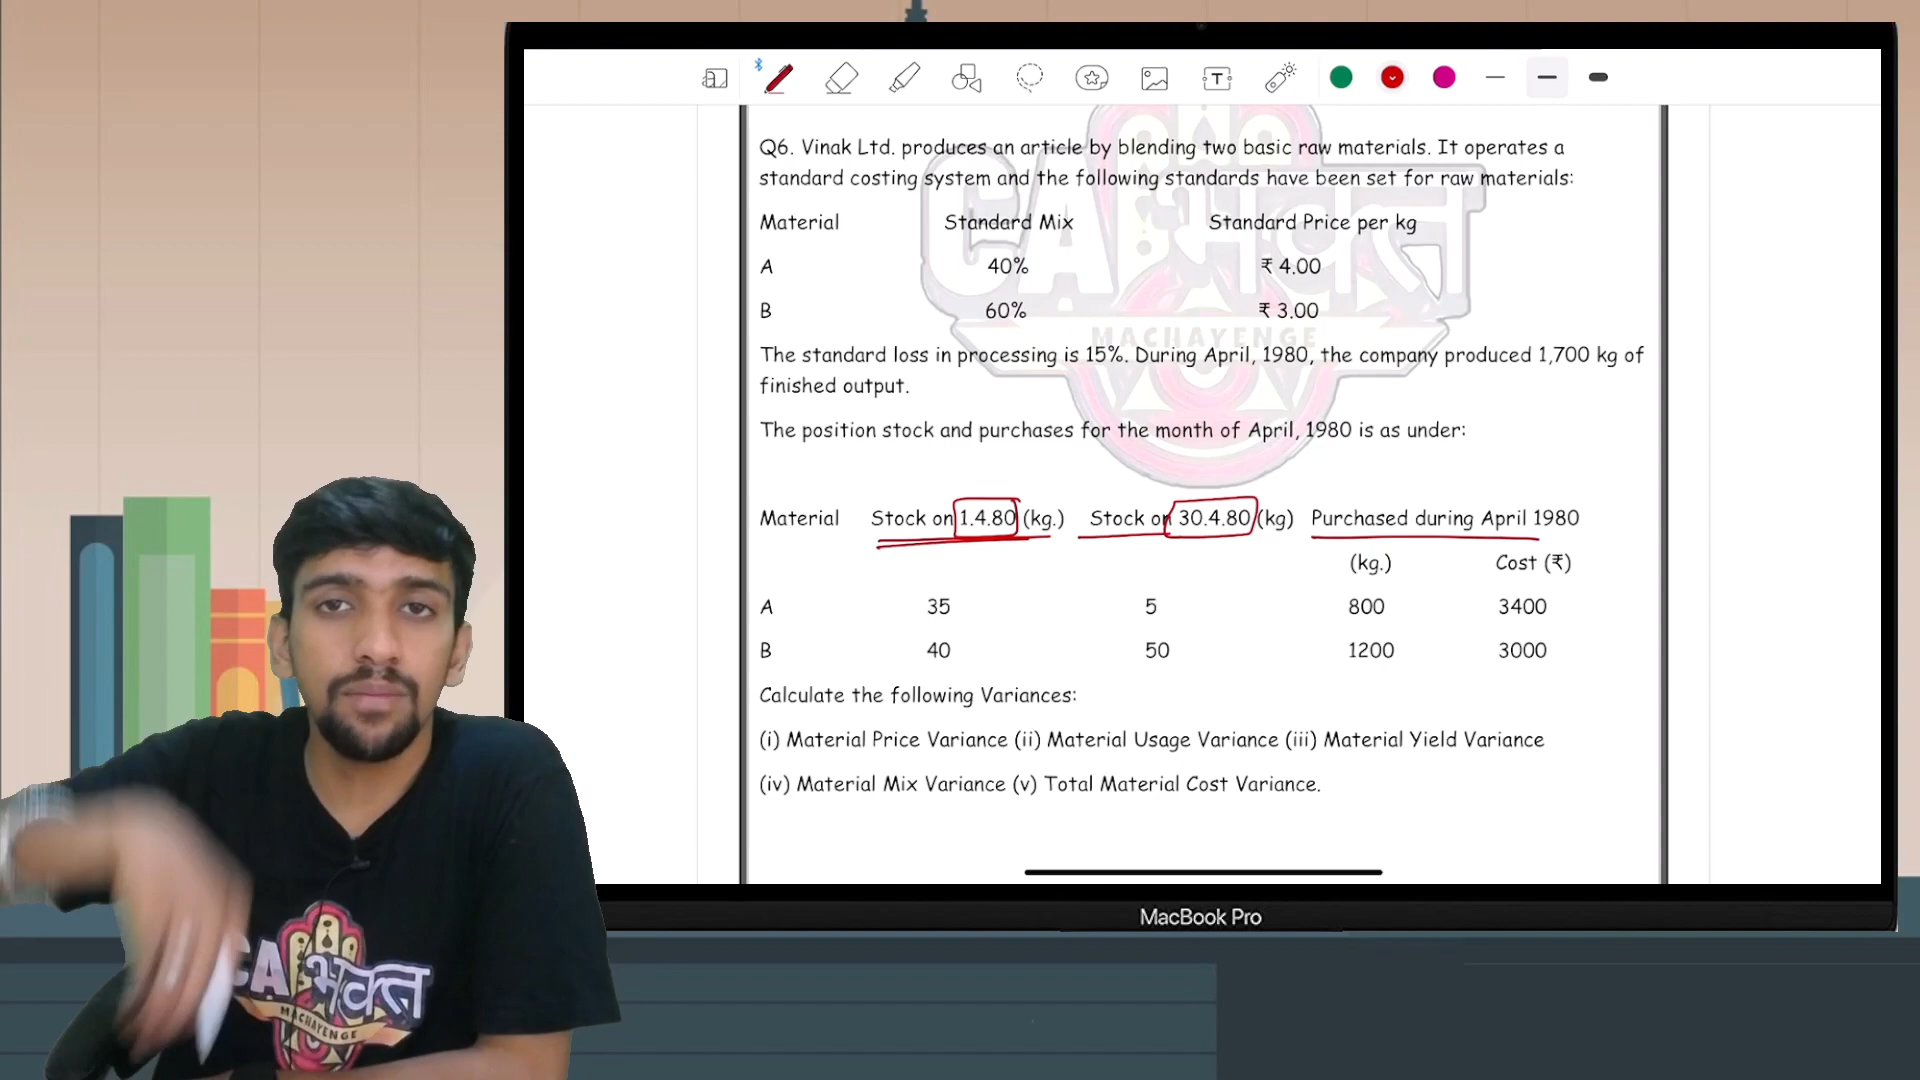 Q6. Vinak Ltd. produces an article by blending two basic raw materials. It operates a
standard costing system and the following standards have been set for raw materials:
Material Standard Mix Standard Price per kg
A 40% ₹ 4.00
B 60% ₹ 3.00
The standard loss in processing is 15%. During April, 1980, the company produced 1,700 kg of
finished output.
The position stock and purchases for the month of April, 1980 is as under:
Material Stock on 1.4.80 (kg.) Stock on 30.4.80 (kg) Purchased during April 1980
(kg.) Cost (₹)
A 35 5 800 3400
B 40 50 1200 3000
Calculate the following Variances:
(i) Material Price Variance (ii) Material Usage Variance (iii) Material Yield Variance
(iv) Material Mix Variance (v) Total Material Cost Variance.
CA भक्त
MACHAYENGE
MacBook Pro
CA भक्त
MACHAYENGE